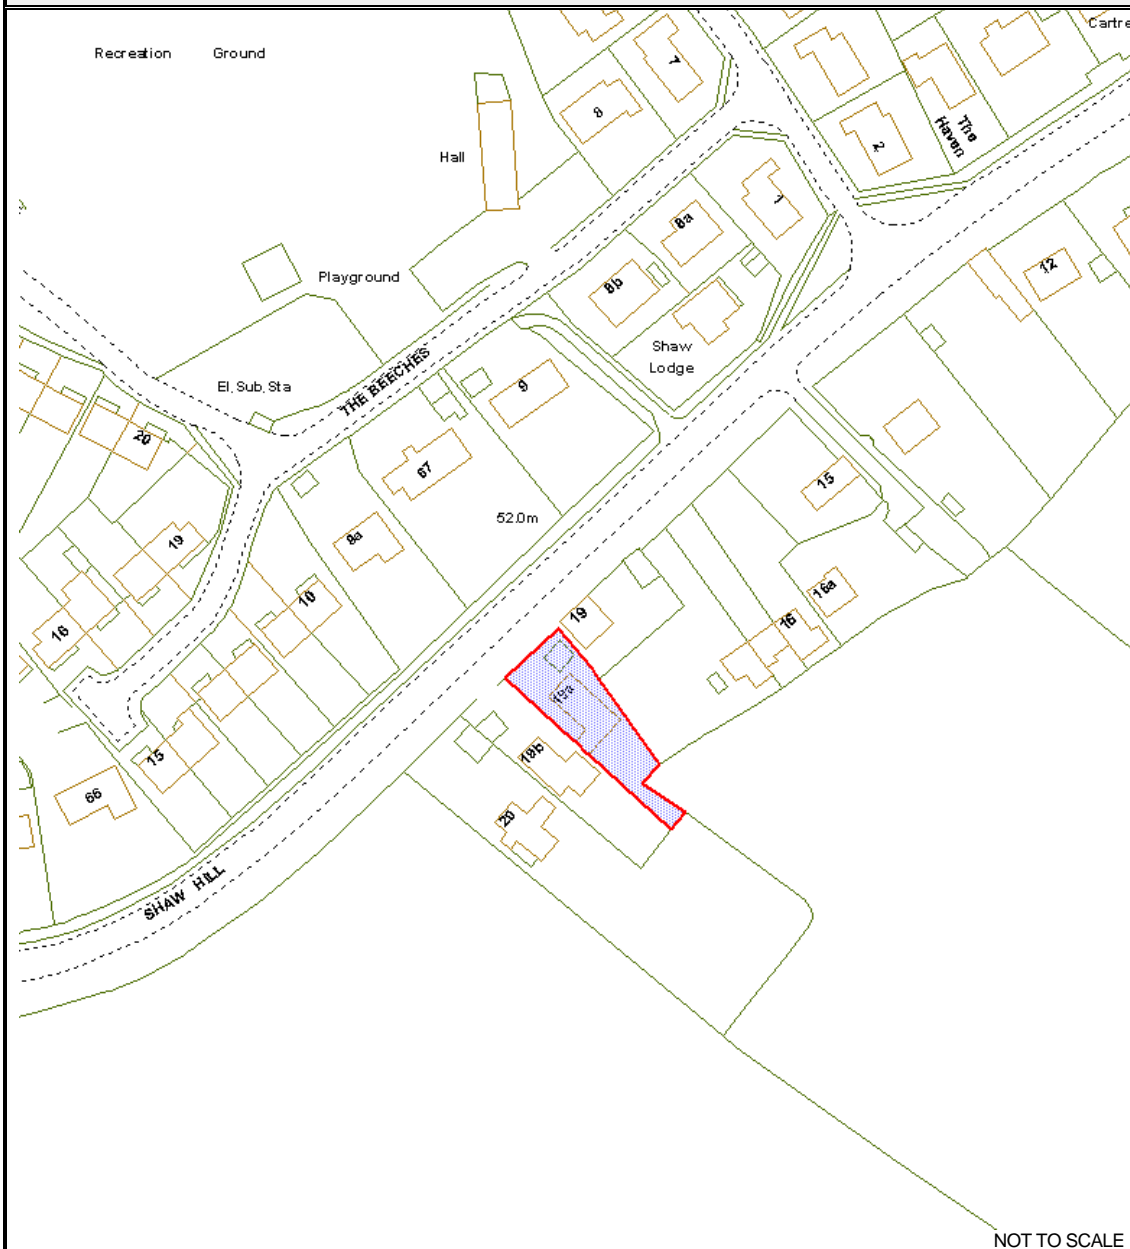 Cartre
Recreation Ground
7
8
The
Haven
2
Hall
1
8a
12
Playground
8b
Shaw
Lodge
THE BEECHES
El, Sub, Sta
9
20
67
15
52.0m
19
8a
16a
10
19
16
16
19a
18b
15
66
20
SHAW HILL
NOT TO SCALE